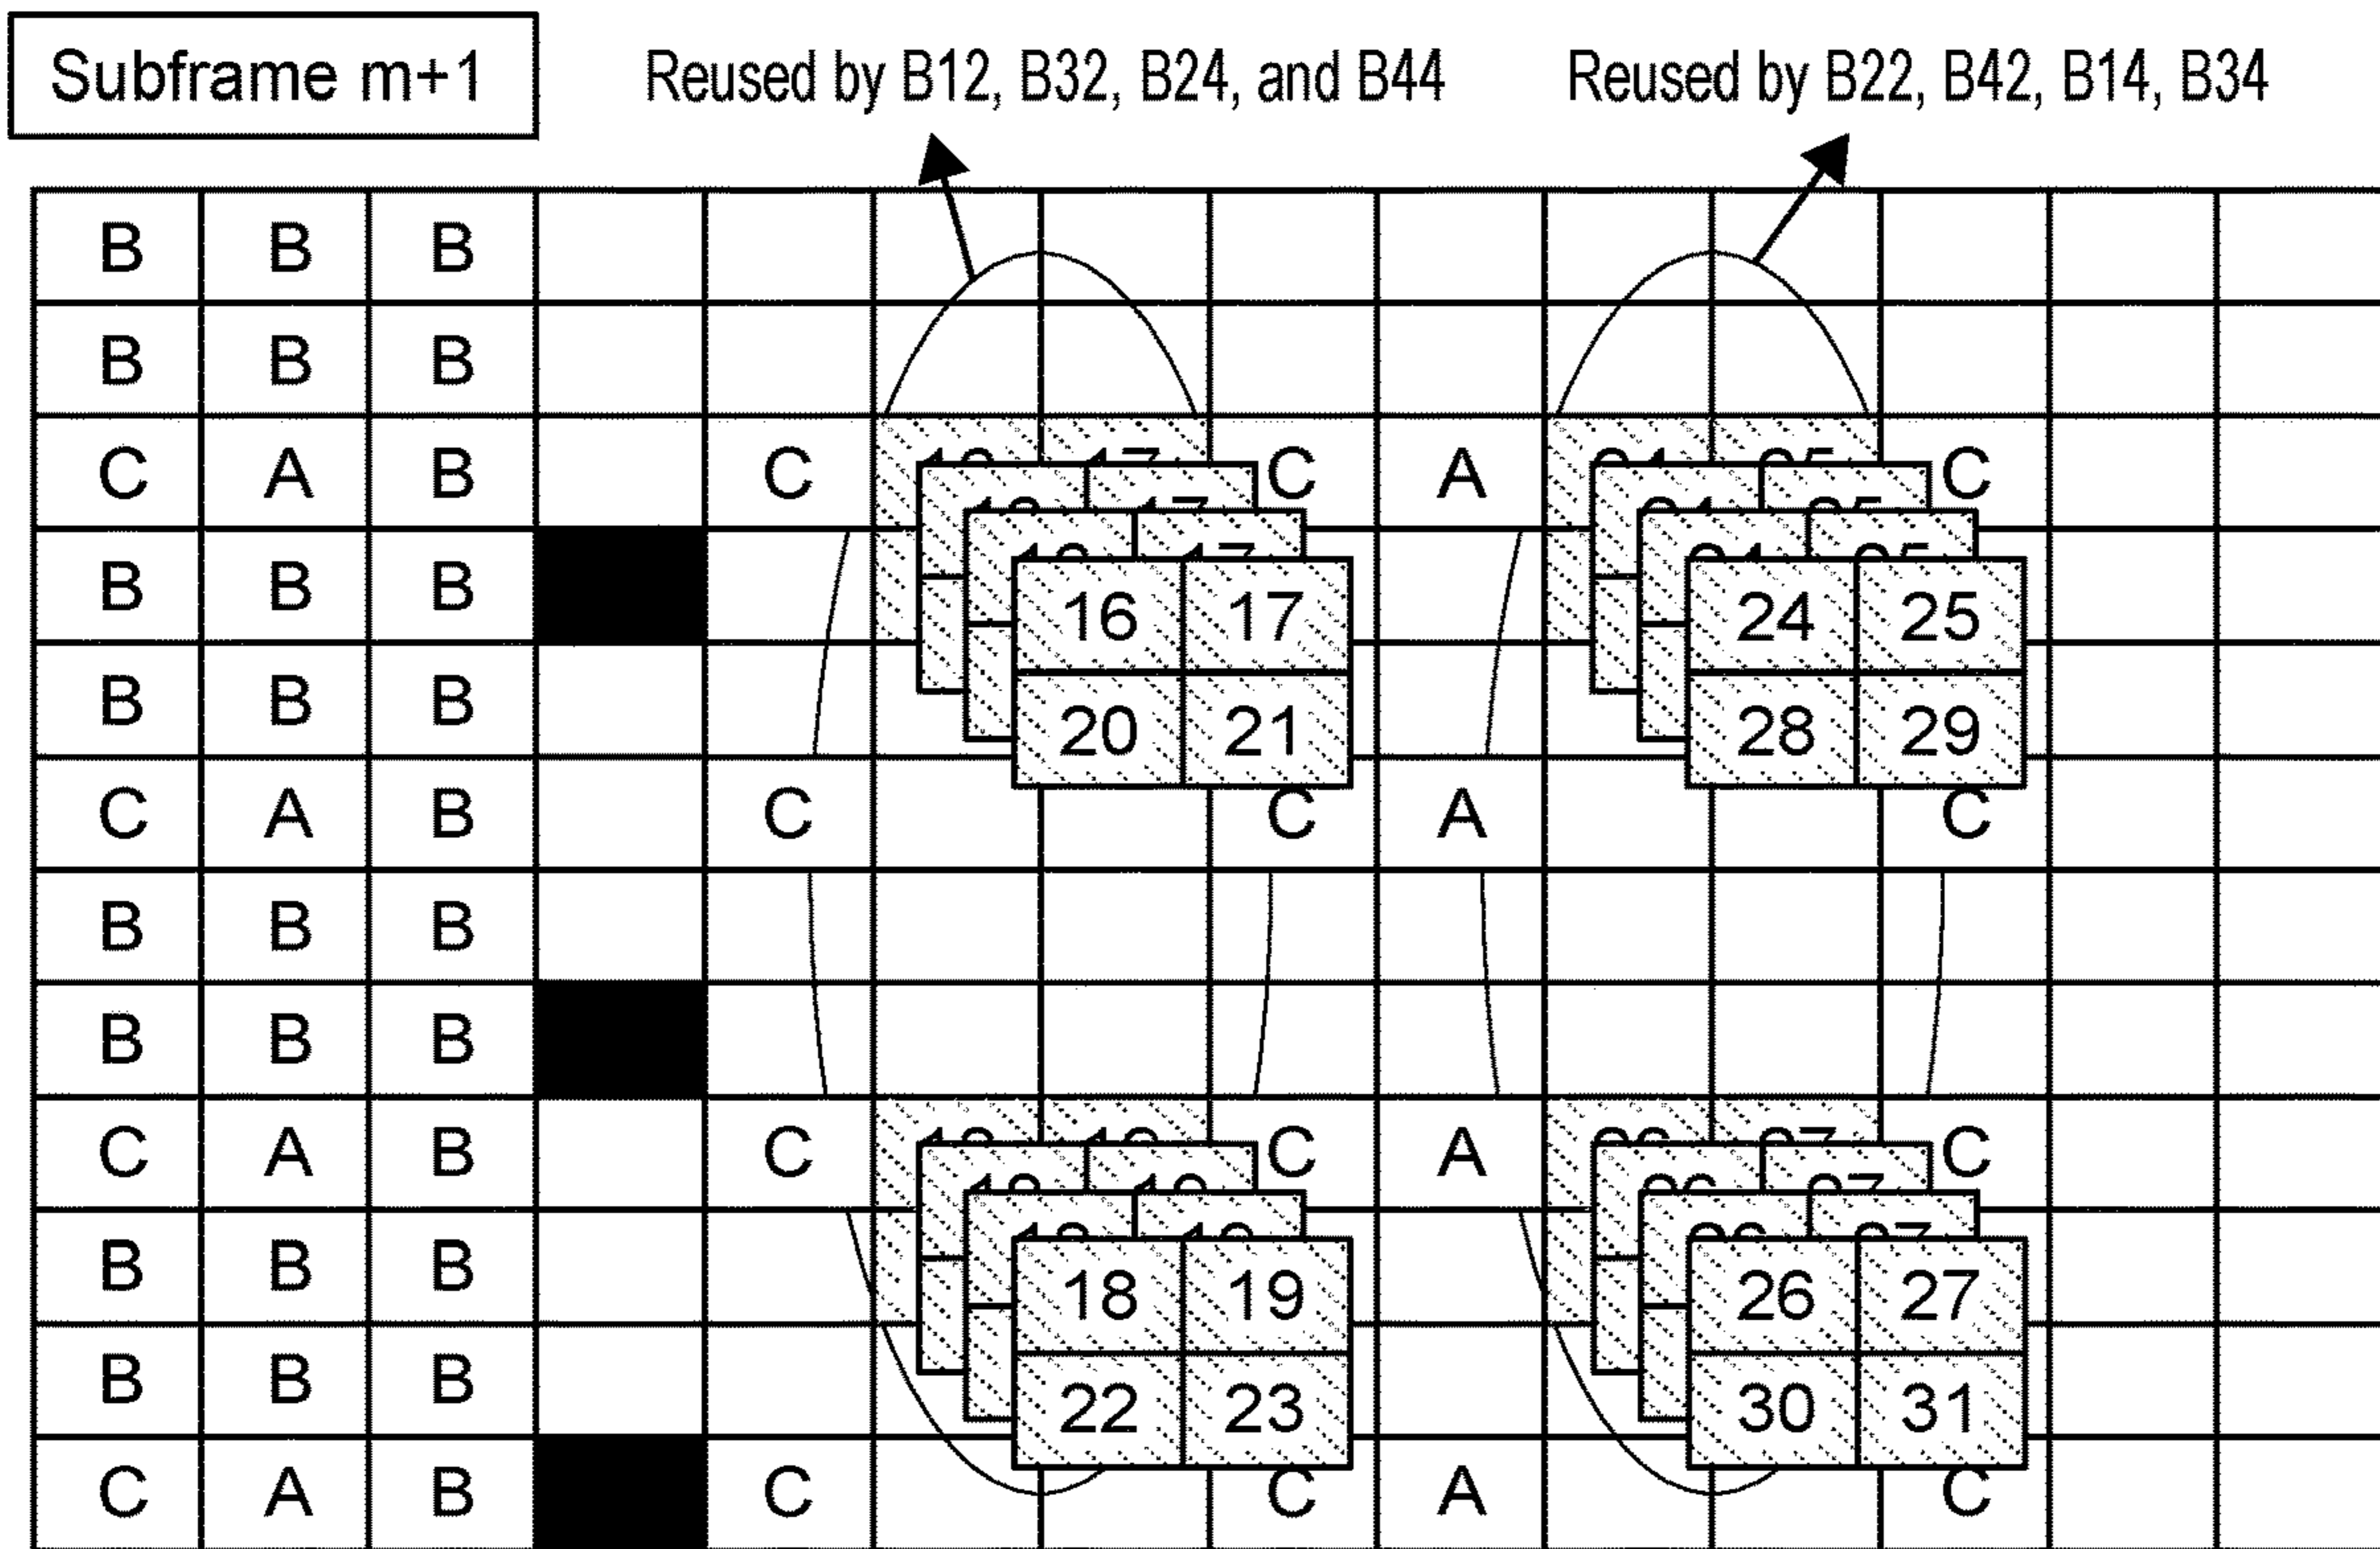 Subframe m+1 Reused by B12, B32, B24, and B44 Reused by B22, B42, B14, B34
B B B
B B B
C A B C C A C
B B B 16 17 24 25
B B B 20 21 28 29
C A B C C A C
B B B
B B B
C A B C C A C
B B B 18 19 26 27
B B B 22 23 30 31
C A B C C A C